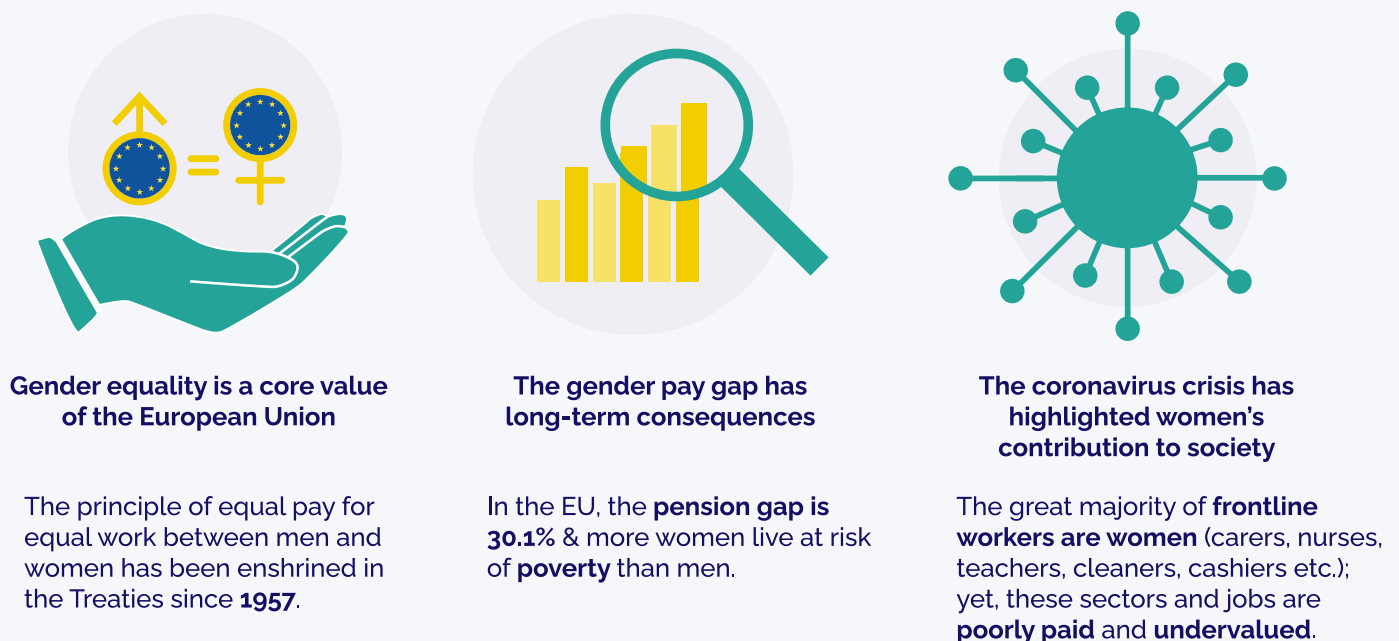 Gender equality is a core value
of the European Union
The principle of equal pay for
equal work between men and
women has been enshrined in
the Treaties since 1957.
The gender pay gap has
long-term consequences
In the EU, the pension gap is
30.1% & more women live at risk
of poverty than men.
The coronavirus crisis has
highlighted women's
contribution to society
The great majority of frontline
workers are women (carers, nurses,
teachers, cleaners, cashiers etc.);
yet, these sectors and jobs are
poorly paid and undervalued.